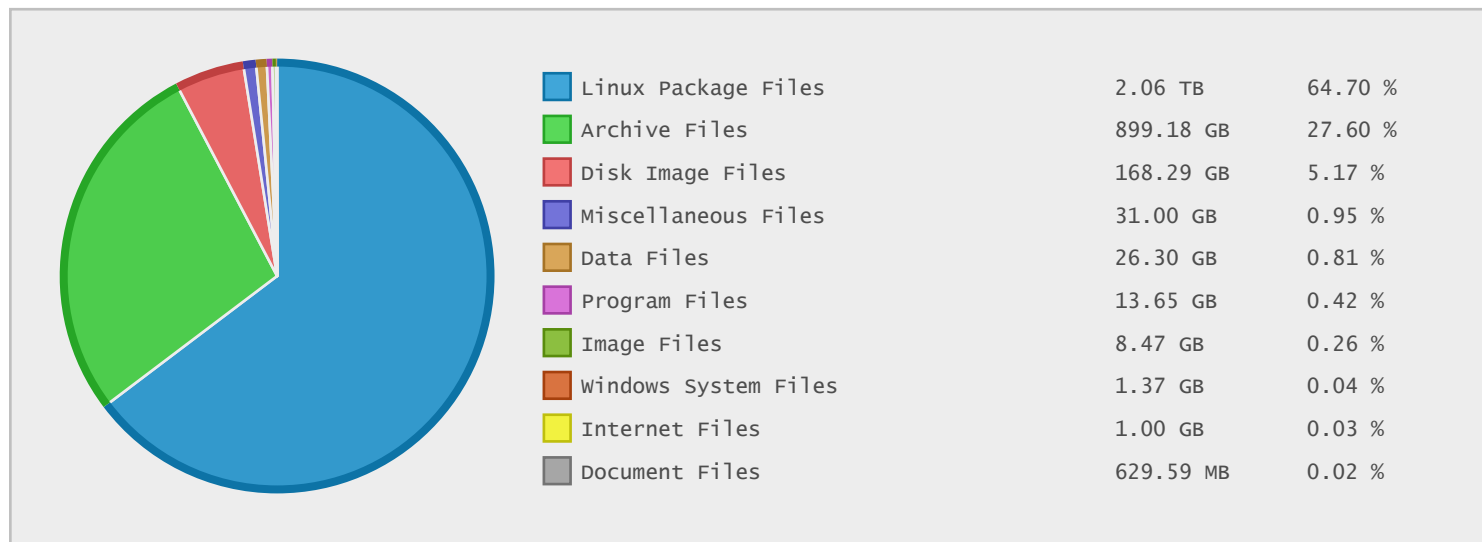 Linux Package Files 2.06 TB 64.70 %
Archive Files 899.18 GB 27.60 %
Disk Image Files 168.29 GB 5.17 %
Miscellaneous Files 31.00 GB 0.95 %
Data Files 26.30 GB 0.81 %
Program Files 13.65 GB 0.42 %
Image Files 8.47 GB 0.26 %
Windows System Files 1.37 GB 0.04 %
Internet Files 1.00 GB 0.03 %
Document Files 629.59 MB 0.02 %